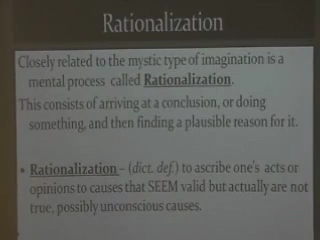 Rationalization
Closely related to the mystic type of imagination is a
mental process called Rationalization.
This consists of arriving at a conclusion, or doing
something, and then finding a plausible reason for it.
• Rationalization – (dict. def.) to ascribe one's acts or
opinions to causes that SEEM valid but actually are not
true, possibly unconscious causes.